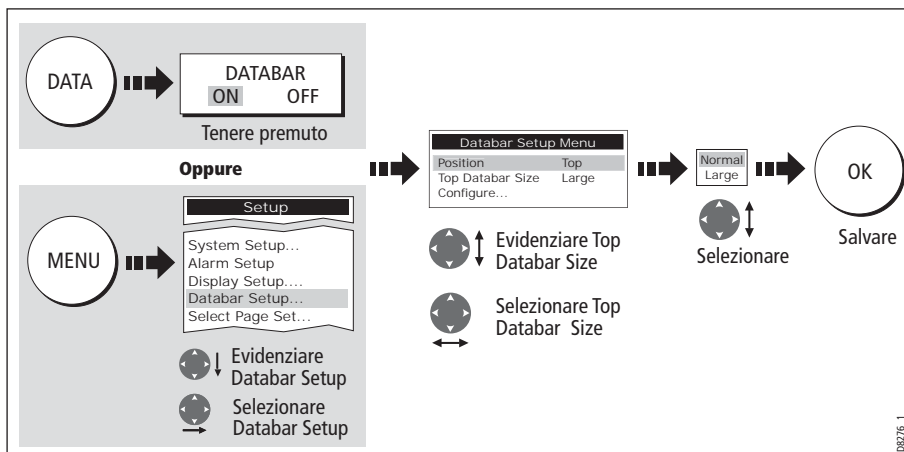 DATA
DATABAR
ON OFF
Tenere premuto
Oppure
MENU
Setup
System Setup...
Alarm Setup
Display Setup....
Databar Setup...
Select Page Set...
Evidenziare
Databar Setup
Selezionare
Databar Setup
Databar Setup Menu
Position Top
Top Databar Size Large
Configure...
Evidenziare Top
Databar Size
Selezionare Top
Databar Size
Normal
Large
Selezionare
OK
Salvare
D8276_1